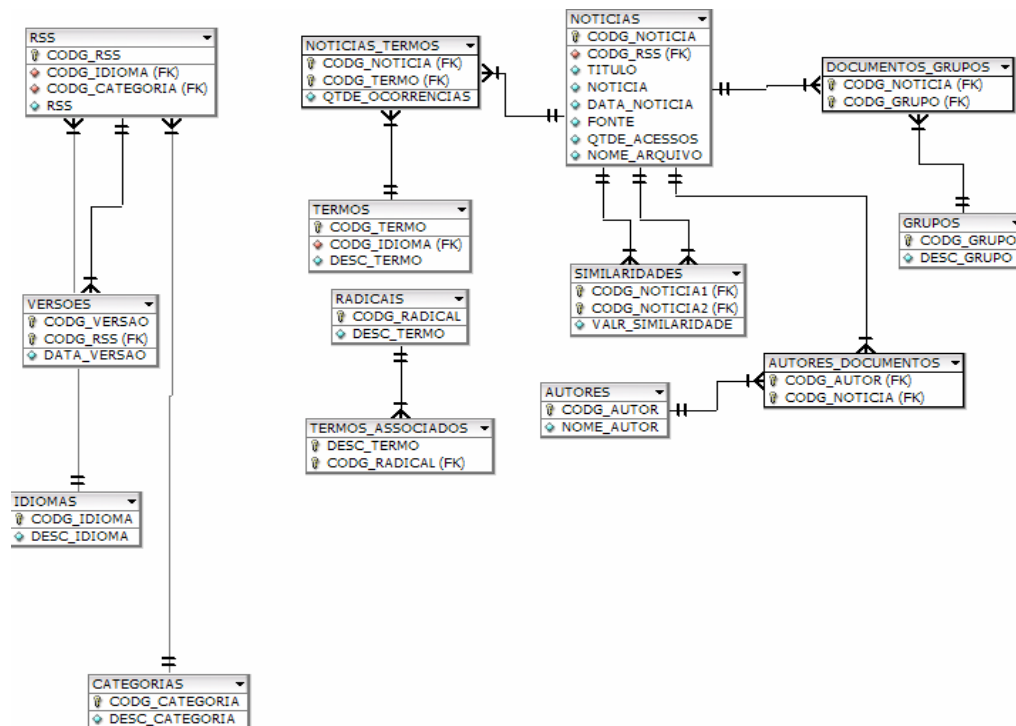 RSS
CODG_RSS
CODG_IDIOMA (FK)
CODG_CATEGORIA (FK)
RSS
NOTICIAS_TERMOS
CODG_NOTICIA (FK)
CODG_TERMO (FK)
QTDE_OCORRENCIAS
NOTICIAS
CODG_NOTICIA
CODG_RSS (FK)
TITULO
NOTICIA
DATA_NOTICIA
FONTE
QTDE_ACESSOS
NOME_ARQUIVO
DOCUMENTOS_GRUPOS
CODG_NOTICIA (FK)
CODG_GRUPO (FK)
TERMOS
CODG_TERMO
CODG_IDIOMA (FK)
DESC_TERMO
GRUPOS
CODG_GRUPO
DESC_GRUPO
SIMILARIDADES
CODG_NOTICIA1 (FK)
CODG_NOTICIA2 (FK)
VALR_SIMILARIDADE
VERSOES
CODG_VERSAO
CODG_RSS (FK)
DATA_VERSAO
RADICAIS
CODG_RADICAL
DESC_TERMO
AUTORES_DOCUMENTOS
CODG_AUTOR (FK)
CODG_NOTICIA (FK)
AUTORES
CODG_AUTOR
NOME_AUTOR
TERMOS_ASSOCIADOS
DESC_TERMO
CODG_RADICAL (FK)
IDIOMAS
CODG_IDIOMA
DESC_IDIOMA
CATEGORIAS
CODG_CATEGORIA
DESC_CATEGORIA